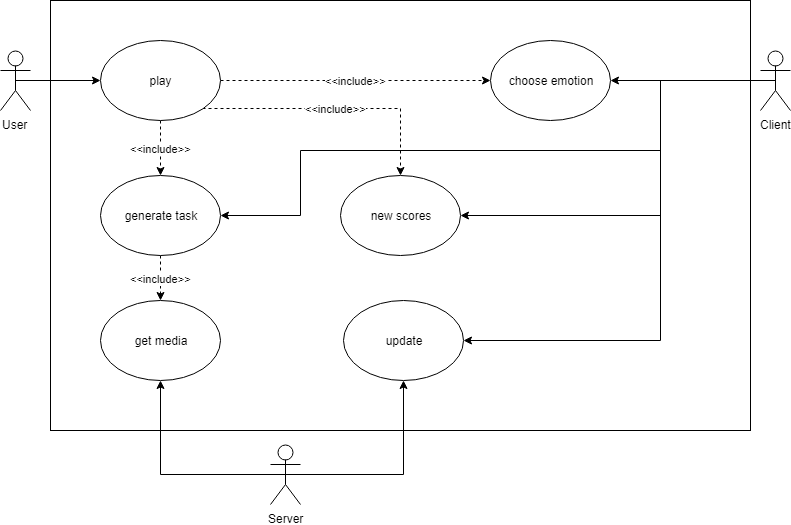 play
<<include>>
choose emotion
<<include>>
User
Client
<<include>>
generate task
new scores
<<include>>
get media
update
Server